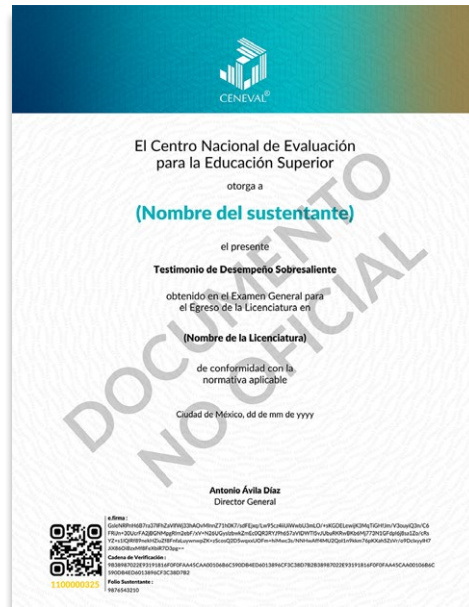 CENEVAL®
El Centro Nacional de Evaluación
para la Educación Superior
otorga a
(Nombre del sustentante)
el presente
Testimonio de Desempeño Sobresaliente
obtenido en el Examen General para
el Egreso de la Licenciatura en
(Nombre de la Licenciatura)
de conformidad con la
normativa aplicable
Ciudad de México, dd de mm de yyyy
DOCUMENTO
NO OFICIAL
Antonio Ávila Díaz
Director General
e.firma :
Cadena de Verificación :
Folio Sustentante :
9876543210
1100000325